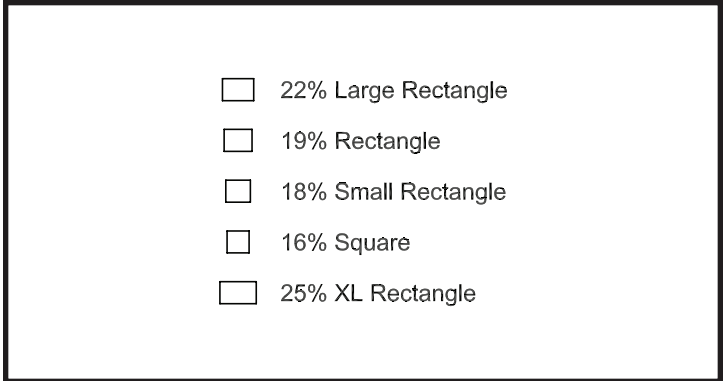 22% Large Rectangle
19% Rectangle
18% Small Rectangle
16% Square
25% XL Rectangle